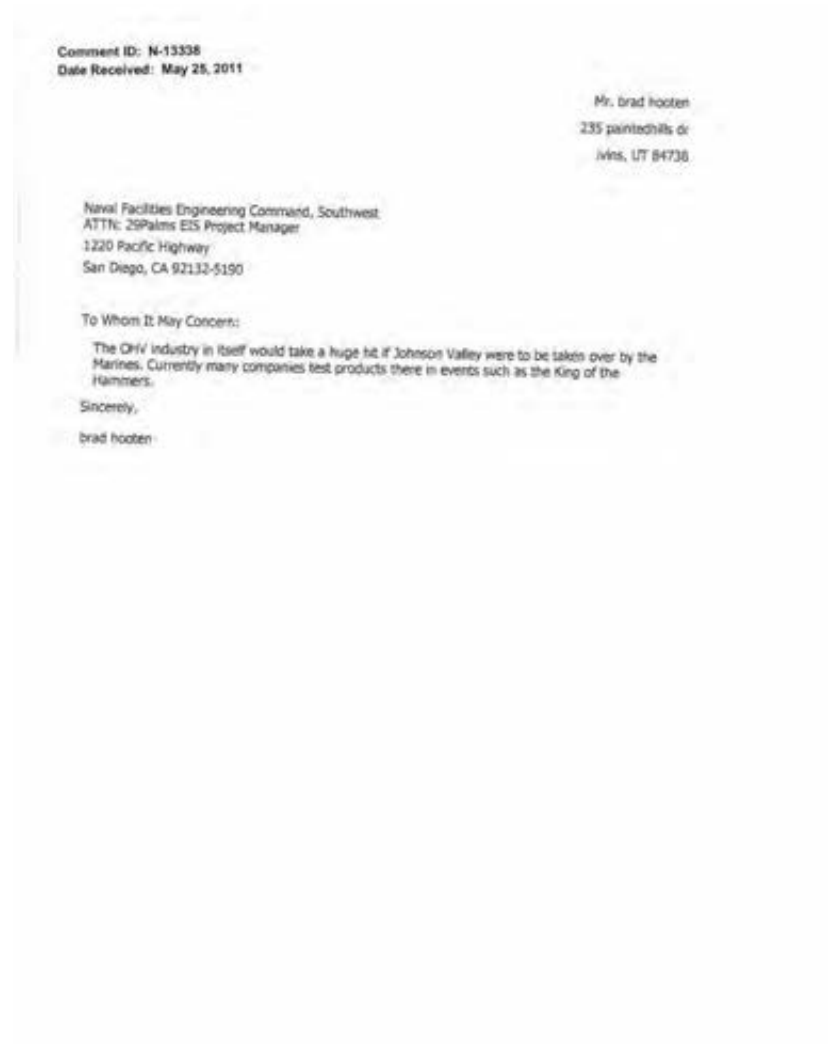 Comment ID: N-13338
Date Received: May 25, 2011
Mr. brad hooten
235 paintedhills dr
ivins, UT 84738
Naval Facilities Engineering Command, Southwest
ATTN: 29Palms EIS Project Manager
1220 Pacific Highway
San Diego, CA 92132-5190
To Whom It May Concern:
The OHV industry in itself would take a huge hit if Johnson Valley were to be taken over by the
Marines. Currently many companies test products there in events such as the King of the
Hammers.
Sincerely,
brad hooten